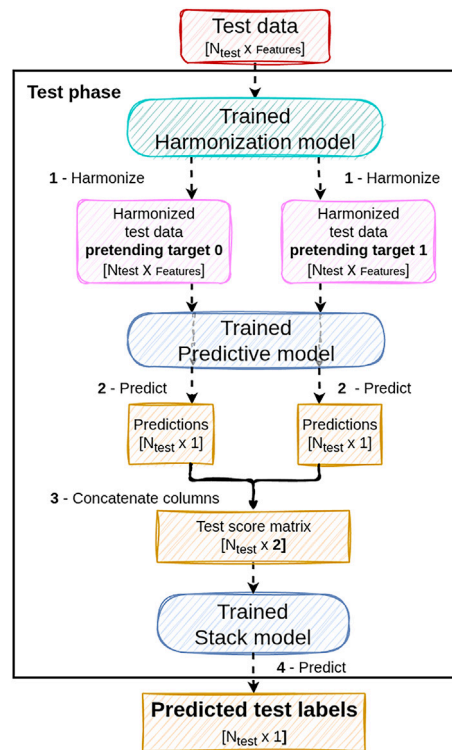 Test data
[Ntest x Features]
Test phase
Trained
Harmonization model
1 - Harmonize
1 - Harmonize
Harmonized
test data
pretending target 0
[Ntest x Features]
Harmonized
test data
pretending target 1
[Ntest x Features]
Trained
Predictive model
2 - Predict
2 - Predict
Predictions
[Ntest x 1]
Predictions
[Ntest x 1]
3 - Concatenate columns
Test score matrix
[Ntest x 2]
Trained
Stack model
4 - Predict
Predicted test labels
[Ntest x 1]